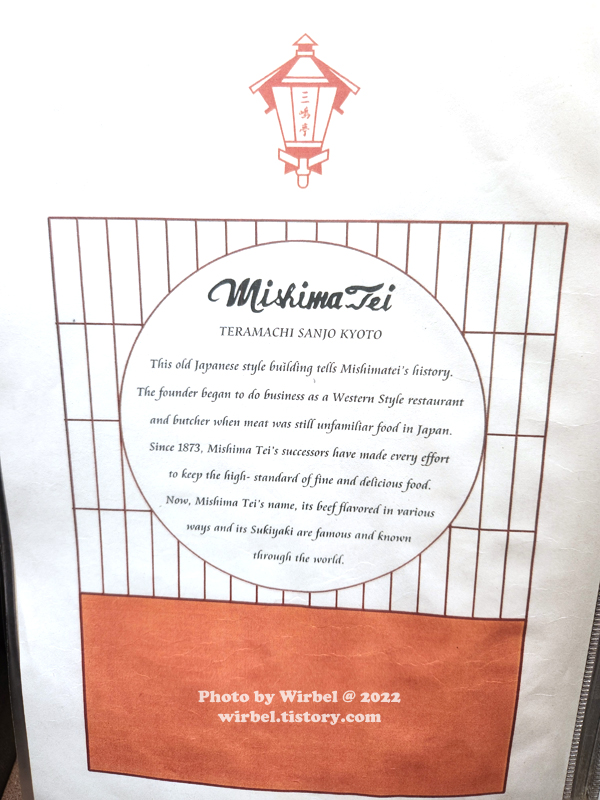 三嶋亭
Mishima Tei
TERAMACHI SANJO KYOTO
This old Japanese style building tells Mishimatei's history.
The founder began to do business as a Western Style restaurant
and butcher when meat was still unfamiliar food in Japan.
Since 1873, Mishima Tei's successors have made every effort
to keep the high- standard of fine and delicious food.
Now, Mishima Tei's name, its beef flavored in various
ways and its Sukiyaki are famous and known
through the world.
Photo by Wirbel @ 2022
wirbel.tistory.com